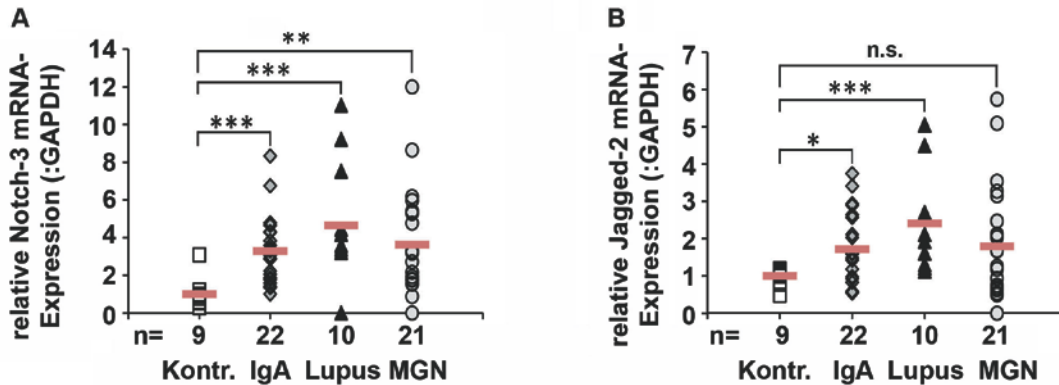 A
relative Notch-3 mRNA-
Expression (:GAPDH)
14
12
10
8
6
4
2
0
**
***
***
n= 9 22 10 21
Kontr. IgA Lupus MGN
B
relative Jagged-2 mRNA-
Expression (:GAPDH)
7
6
5
4
3
2
1
0
n.s.
***
*
n= 9 22 10 21
Kontr. IgA Lupus MGN